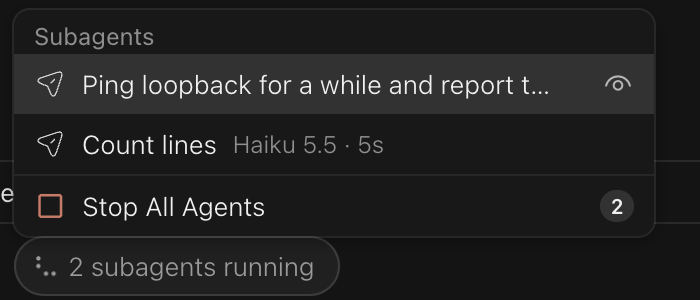 Subagents
Ping loopback for a while and report t...
Count lines Haiku 5.5 · 5s
Stop All Agents 2
e
2 subagents running